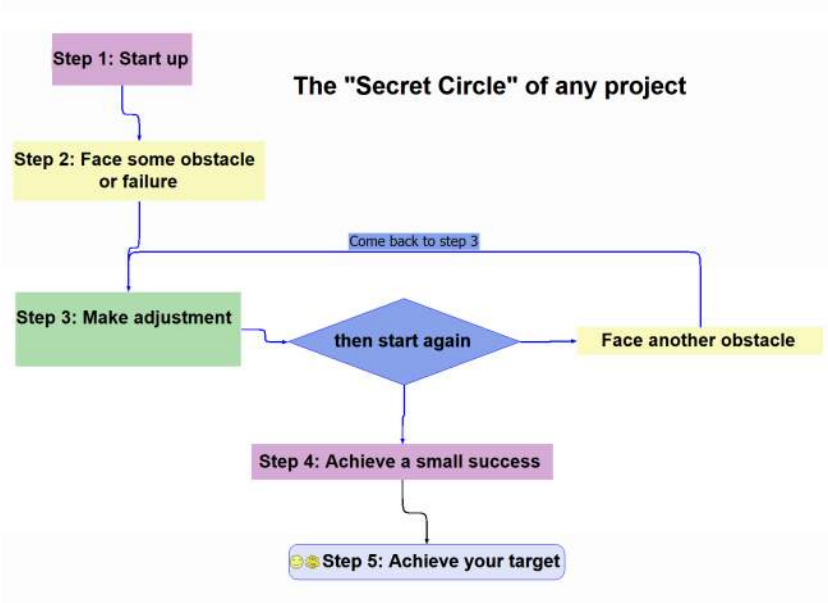 Step 1: Start up
The "Secret Circle" of any project
Step 2: Face some obstacle
or failure
Come back to step 3
Step 3: Make adjustment
then start again
Face another obstacle
Step 4: Achieve a small success
Step 5: Achieve your target